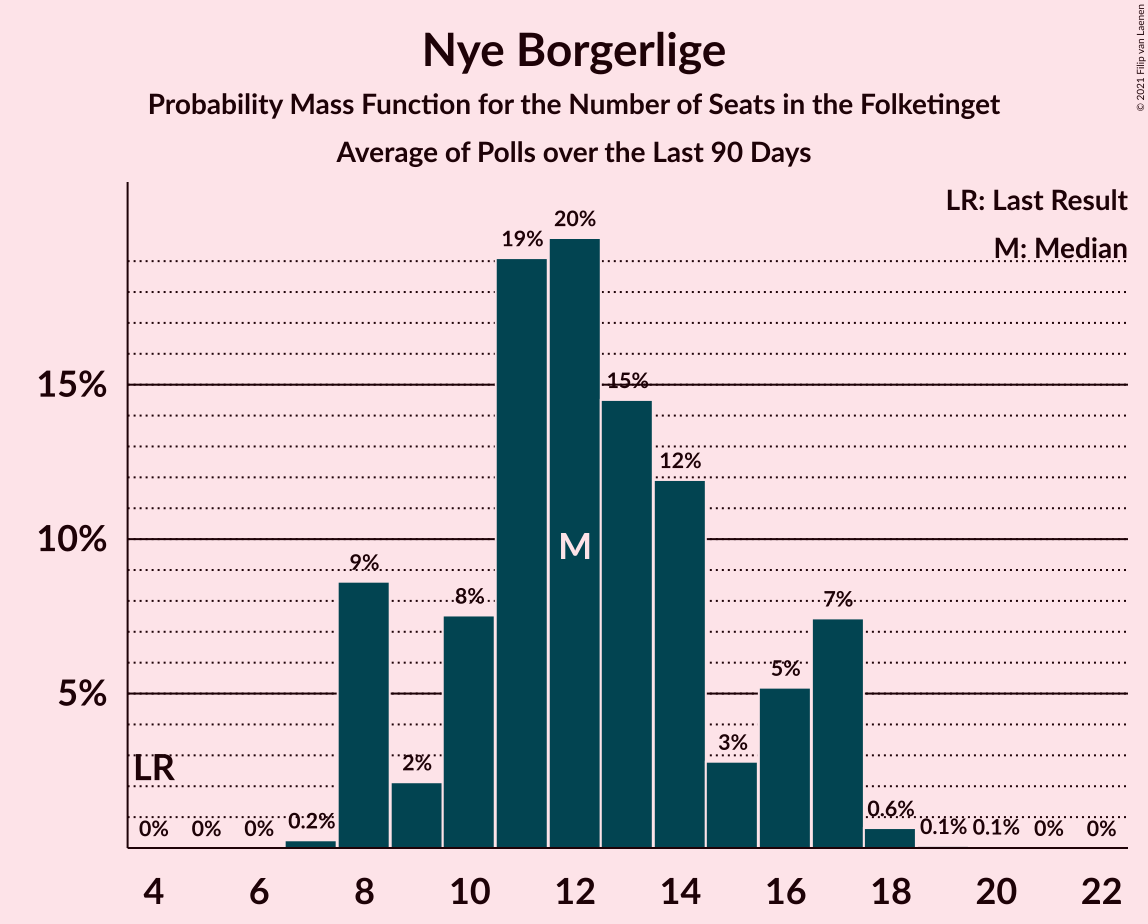 Nye Borgerlige
Probability Mass Function for the Number of Seats in the Folketinget
Average of Polls over the Last 90 Days
© 2021 Filip van Laenen
LR: Last Result
M: Median
20%
19%
15%
15%
12%
10%
M
9%
8%
7%
5%
5%
3%
2%
LR
0% 0% 0% 0.2% 0.6% 0.1% 0.1% 0% 0%
4 6 8 10 12 14 16 18 20 22